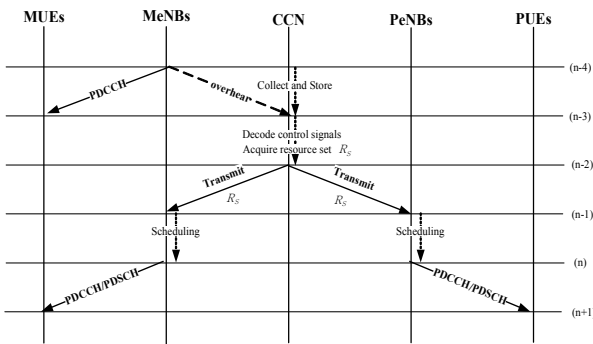 MUEs MeNBs CCN PeNBs PUEs
(n-4)
PDCCH
overhear
Collect and Store
(n-3)
Decode control signals
Acquire resource set R_S
(n-2)
Transmit Transmit
R_S R_S
(n-1)
Scheduling Scheduling
(n)
PDCCH/PDSCH PDCCH/PDSCH
(n+1